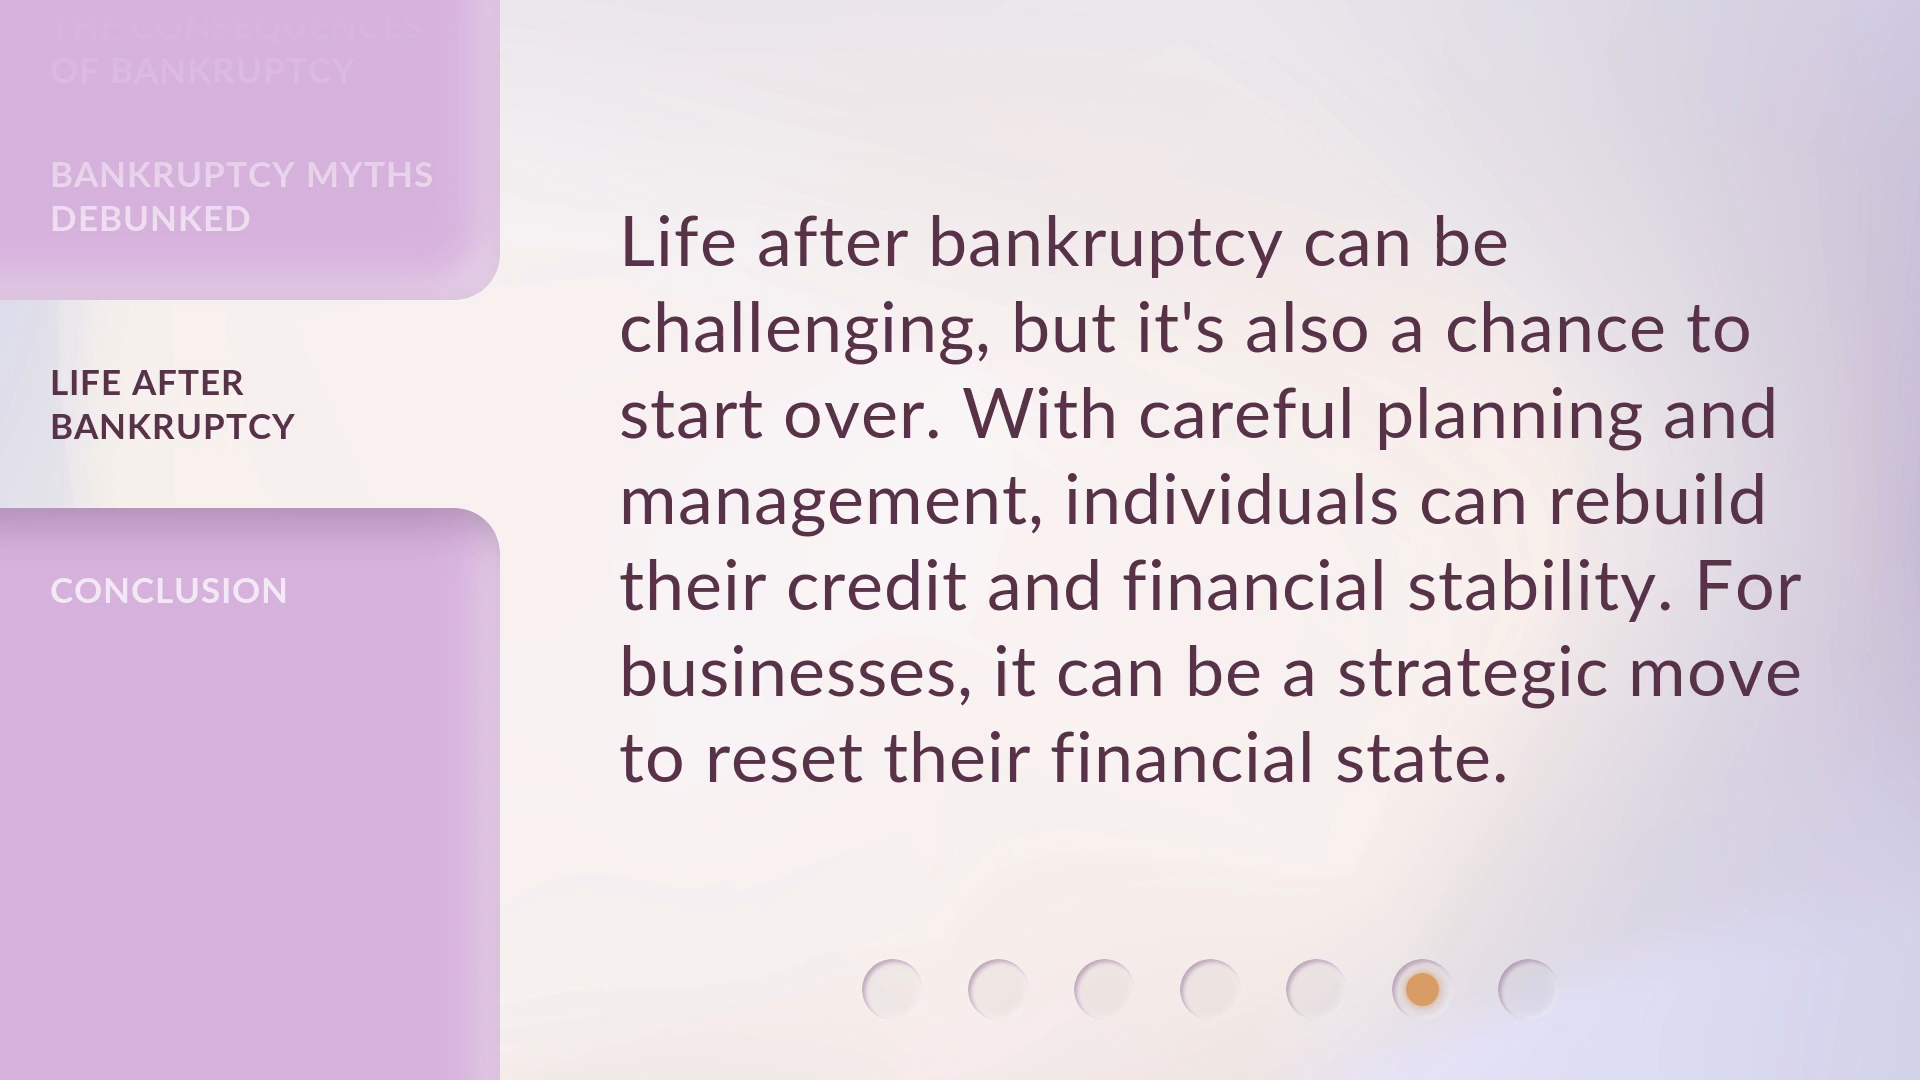 THE CONSEQUENCES
OF BANKRUPTCY
BANKRUPTCY MYTHS
DEBUNKED
LIFE AFTER
BANKRUPTCY
CONCLUSION
Life after bankruptcy can be
challenging, but it's also a chance to
start over. With careful planning and
management, individuals can rebuild
their credit and financial stability. For
businesses, it can be a strategic move
to reset their financial state.